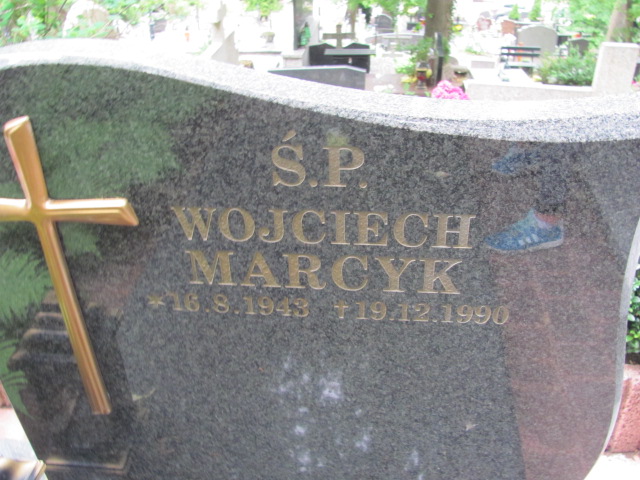 Ś.P.
WOJCIECH
MARCYK
*16.8.1943 ✝19.12.1990